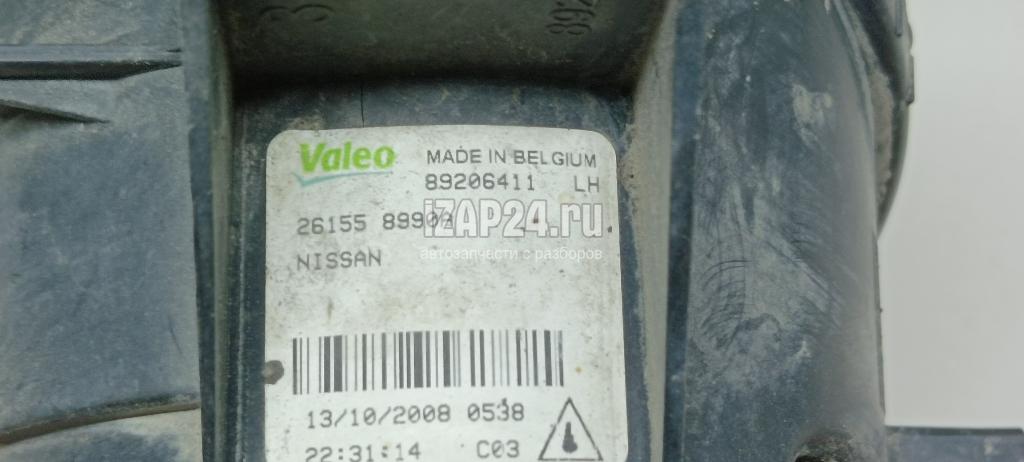 Valeo MADE IN BELGIUM
89206411 LH
26155
iZAP24.ru
автозапчасти с разборов
NISSAN
13/10/2008 0538
22:31:14 C03